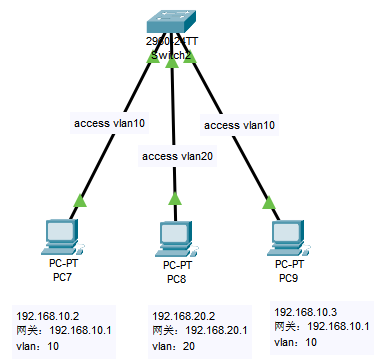 2960-24TT
Switch2
access vlan10
access vlan10
access vlan20
PC-PT
PC7
PC-PT
PC8
PC-PT
PC9
192.168.10.2
网关：192.168.10.1
vlan：10
192.168.20.2
网关：192.168.20.1
vlan：20
192.168.10.3
网关：192.168.10.1
vlan：10